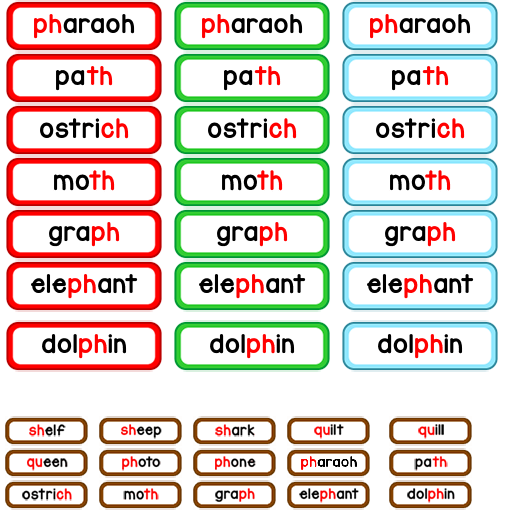 pharaoh pharaoh pharaoh
path path path
ostrich ostrich ostrich
moth moth moth
graph graph graph
elephant elephant elephant
dolphin dolphin dolphin
shelf sheep shark quilt quill
queen photo phone pharaoh path
ostrich moth graph elephant dolphin